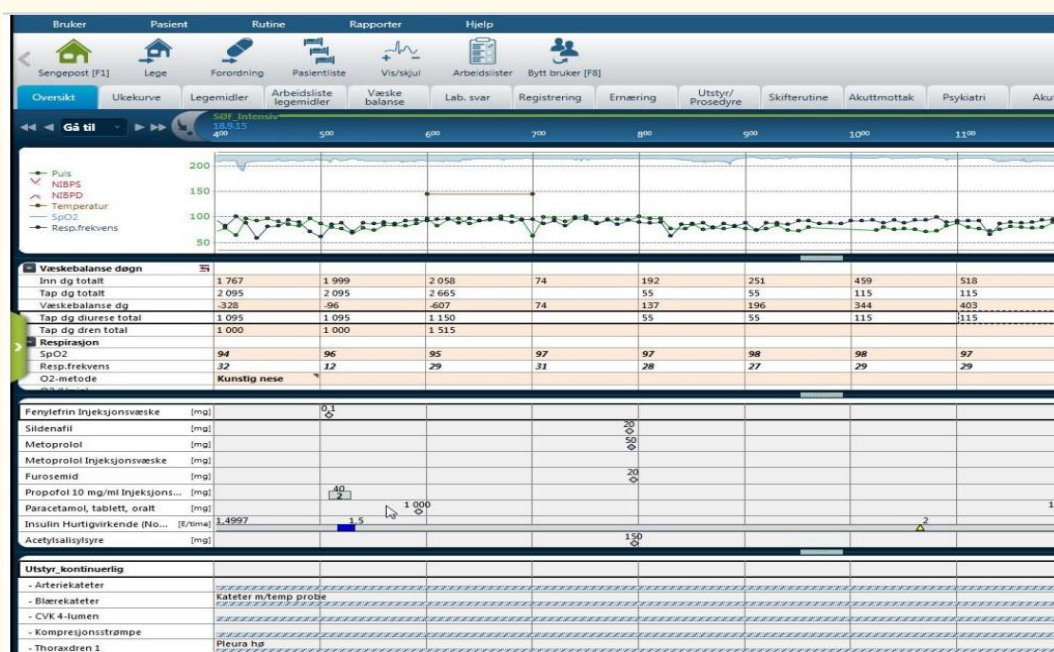 Bruker Pasient Rutine Rapporter Hjelp
Sengepost [F1] Lege Forordning Pasientliste Vis/skjul Arbeidslister Bytt bruker [F8]
Oversikt Ukekurve Legemidler Arbeidsliste legemidler Væske balanse Lab. svar Registrering Ernæring Utstyr/ Prosedyre Skifterutine Akuttmottak Psykiatri Aku
Gå til
SØF_Intensiv
18.9.15
4⁰⁰ 5⁰⁰ 6⁰⁰ 7⁰⁰ 8⁰⁰ 9⁰⁰ 10⁰⁰ 11⁰⁰
200
150
100
50
Puls
NIBPS
NIBPD
Temperatur
SpO2
Resp.frekvens
Væskebalanse døgn
Inn dg totalt 1 767 1 999 2 058 74 192 251 459 518
Tap dg totalt 2 095 2 095 2 665 55 55 115 115
Væskebalanse dg -328 -96 -607 74 137 196 344 403
Tap dg diurese total 1 095 1 095 1 150 55 55 115 115
Tap dg dren total 1 000 1 000 1 515
Respirasjon
SpO2 94 96 95 97 97 98 98 97
Resp.frekvens 32 12 29 31 28 27 29 29
O2-metode Kunstig nese
Fenylefrin Injeksjonsvæske [mg] 0,1
Sildenafil [mg] 20
Metoprolol [mg] 50
Metoprolol Injeksjonsvæske [mg]
Furosemid [mg] 20
Propofol 10 mg/ml Injeksjons... [mg] 40 2
Paracetamol, tablett, oralt [mg] 1 000 1
Insulin Hurtigvirkende (No... [E/time] 1,4997 1,5 2
Acetylsalisylsyre [mg] 150
Utstyr_kontinuerlig
- Arteriekateter
- Blærekateter Kateter m/temp probe
- CVK 4-lumen
- Kompresjonsstrømpe
- Thoraxdren 1 Pleura hø